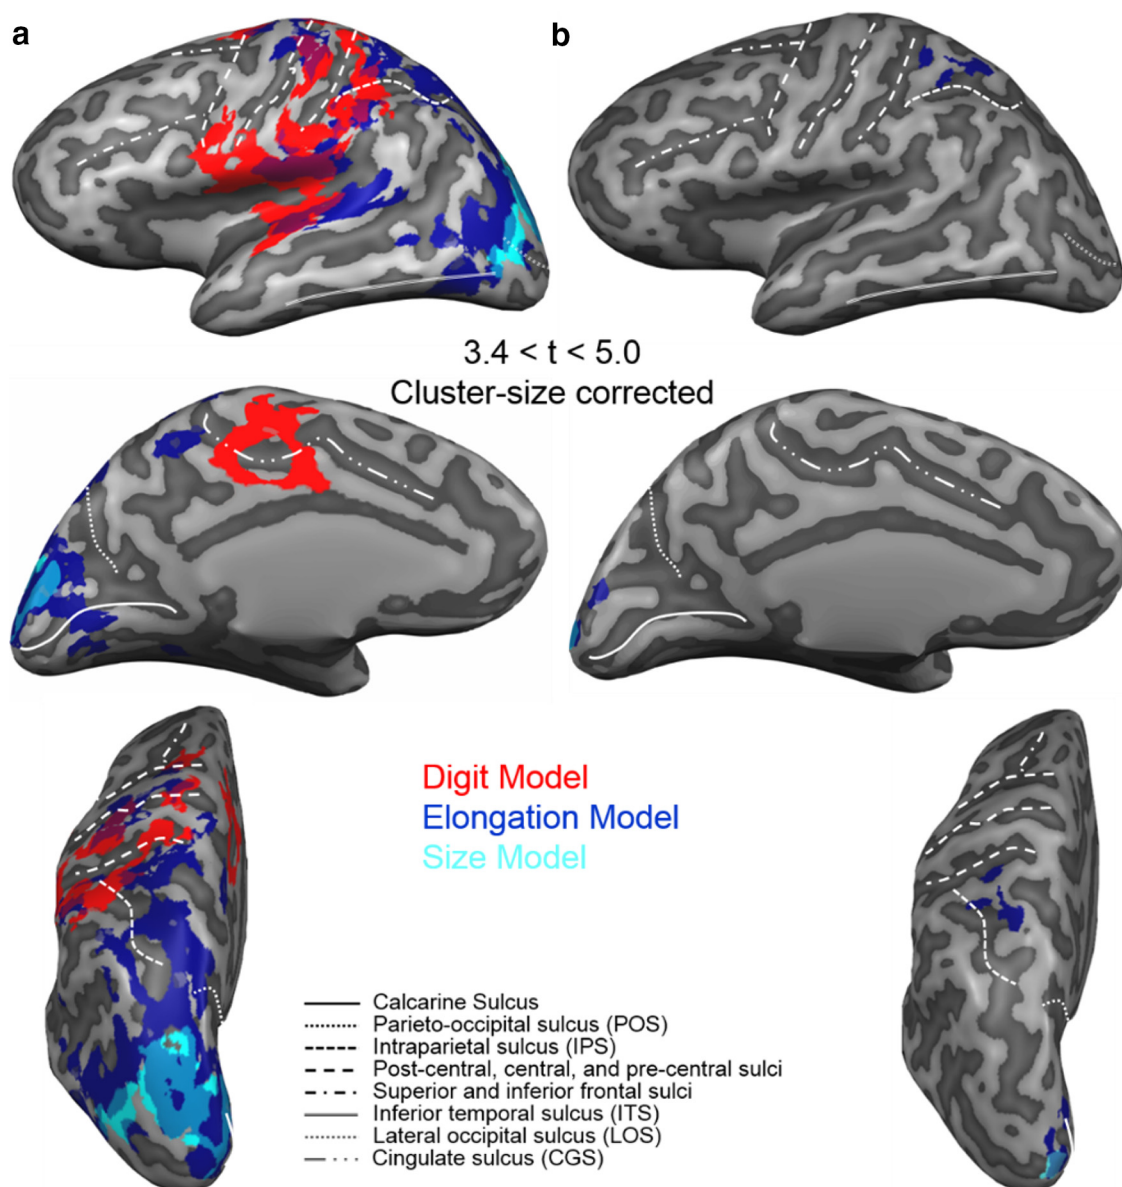 a
b
3.4 < t < 5.0
Cluster-size corrected
Digit Model
Elongation Model
Size Model
Calcarine Sulcus
Parieto-occipital sulcus (POS)
Intraparietal sulcus (IPS)
Post-central, central, and pre-central sulci
Superior and inferior frontal sulci
Inferior temporal sulcus (ITS)
Lateral occipital sulcus (LOS)
Cingulate sulcus (CGS)